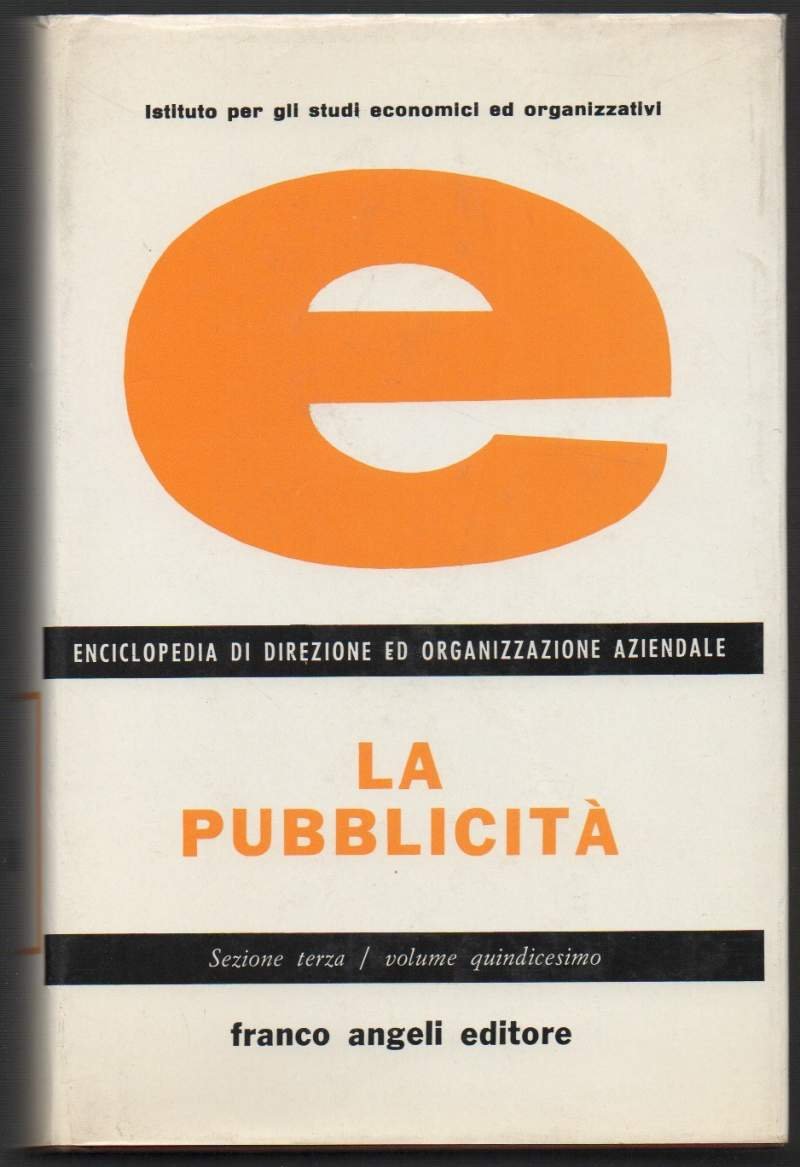 Istituto per gli studi economici ed organizzativi
e
ENCICLOPEDIA DI DIREZIONE ED ORGANIZZAZIONE AZIENDALE
LA
PUBBLICITÀ
Sezione terza / volume quindicesimo
franco angeli editore